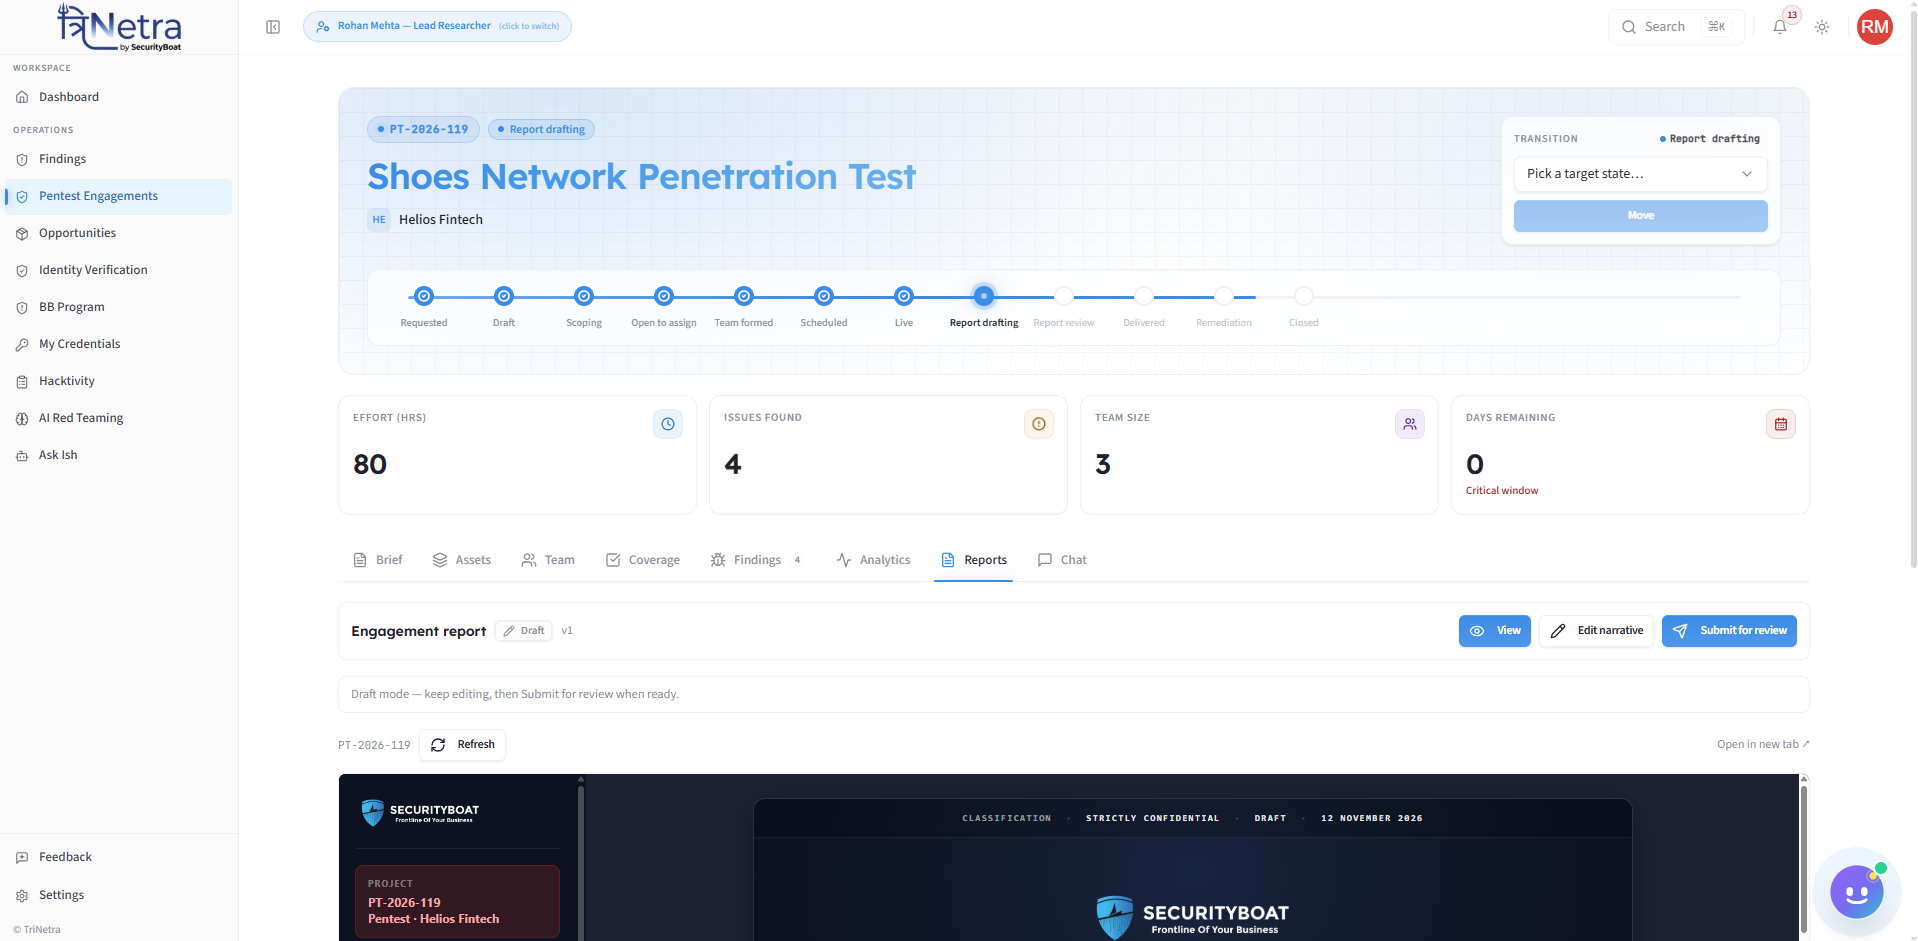 त्रिNetra
by SecurityBoat
WORKSPACE
Dashboard
OPERATIONS
Findings
Pentest Engagements
Opportunities
Identity Verification
BB Program
My Credentials
Hacktivity
AI Red Teaming
Ask Ish
Feedback
Settings
© TriNetra
Rohan Mehta — Lead Researcher (click to switch)
Search ⌘K
13
RM
PT-2026-119
Report drafting
Shoes Network Penetration Test
HE Helios Fintech
TRANSITION
Report drafting
Pick a target state…
Move
Requested
Draft
Scoping
Open to assign
Team formed
Scheduled
Live
Report drafting
Report review
Delivered
Remediation
Closed
EFFORT (HRS)
80
ISSUES FOUND
4
TEAM SIZE
3
DAYS REMAINING
0
Critical window
Brief
Assets
Team
Coverage
Findings 4
Analytics
Reports
Chat
Engagement report
Draft
v1
View
Edit narrative
Submit for review
Draft mode — keep editing, then Submit for review when ready.
PT-2026-119
Refresh
Open in new tab ↗
SECURITYBOAT
Frontline Of Your Business
PROJECT
PT-2026-119
Pentest · Helios Fintech
CLASSIFICATION · STRICTLY CONFIDENTIAL · DRAFT · 12 NOVEMBER 2026
SECURITYBOAT
Frontline Of Your Business